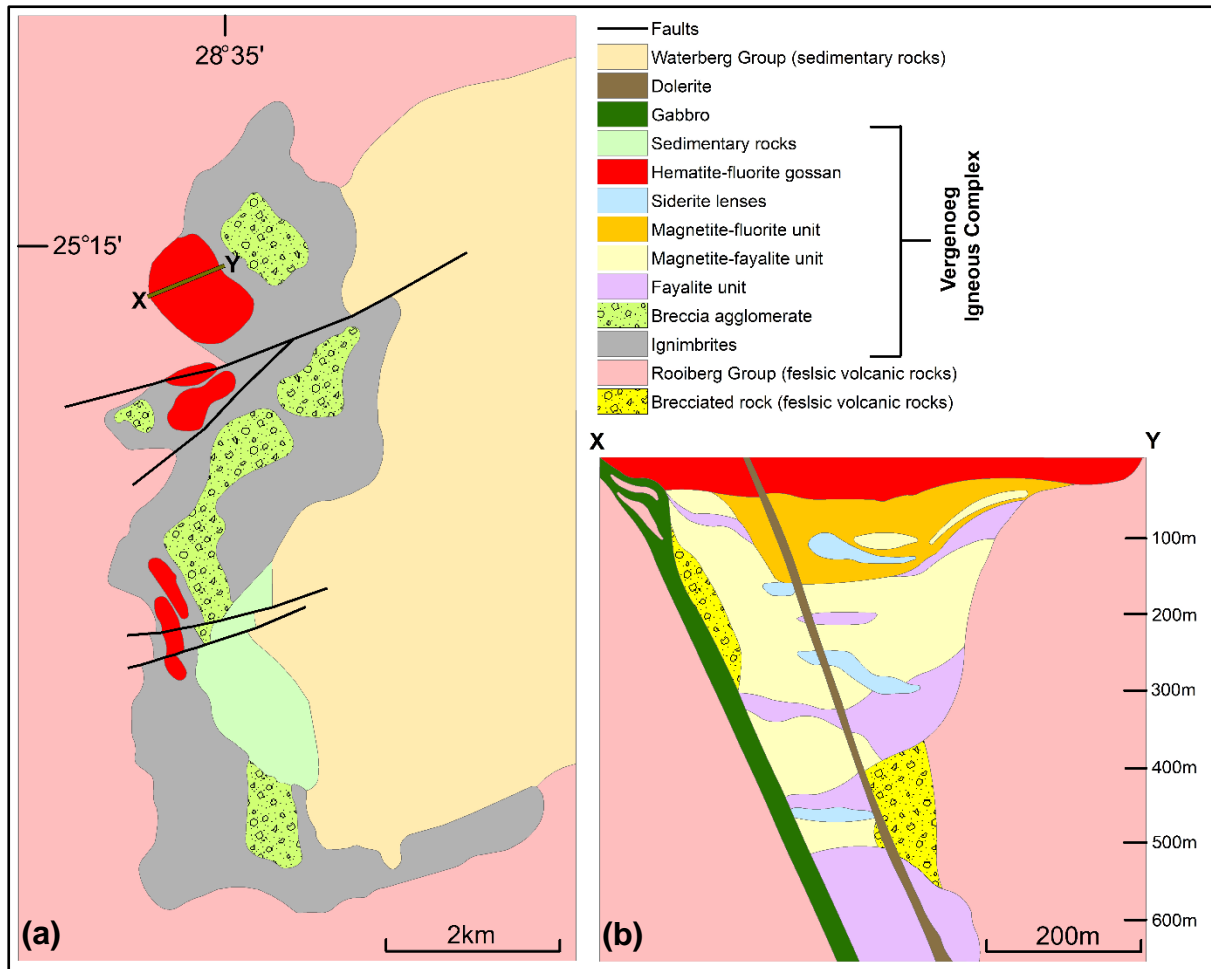 28°35'
25°15'
X
Y
(a)
2km
Faults
Waterberg Group (sedimentary rocks)
Dolerite
Gabbro
Sedimentary rocks
Hematite-fluorite gossan
Siderite lenses
Magnetite-fluorite unit
Magnetite-fayalite unit
Fayalite unit
Breccia agglomerate
Ignimbrites
Rooiberg Group (feslsic volcanic rocks)
Brecciated rock (feslsic volcanic rocks)
Vergenoeg
Igneous Complex
X
Y
100m
200m
300m
400m
500m
600m
(b)
200m